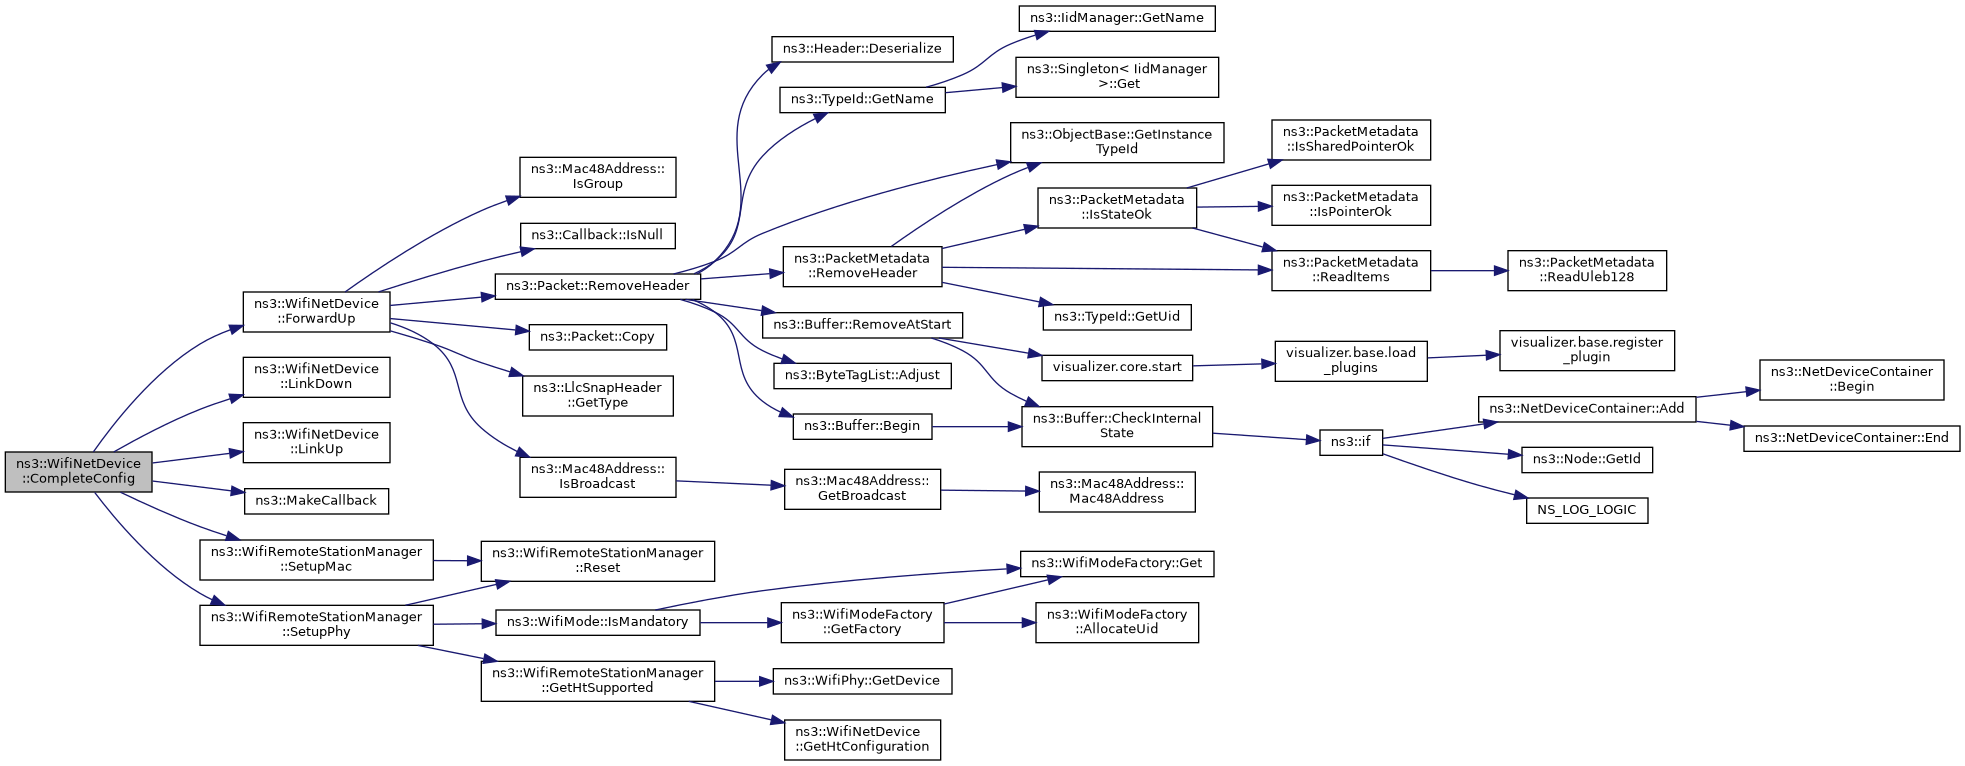 ns3::WifiNetDevice
::CompleteConfig
ns3::WifiNetDevice
::ForwardUp
ns3::WifiNetDevice
::LinkDown
ns3::WifiNetDevice
::LinkUp
ns3::MakeCallback
ns3::WifiRemoteStationManager
::SetupMac
ns3::WifiRemoteStationManager
::SetupPhy
ns3::Mac48Address::
IsGroup
ns3::Callback::IsNull
ns3::Packet::RemoveHeader
ns3::Packet::Copy
ns3::LlcSnapHeader
::GetType
ns3::Mac48Address::
IsBroadcast
ns3::WifiRemoteStationManager
::Reset
ns3::WifiMode::IsMandatory
ns3::WifiRemoteStationManager
::GetHtSupported
ns3::Header::Deserialize
ns3::TypeId::GetName
ns3::PacketMetadata
::RemoveHeader
ns3::Buffer::RemoveAtStart
ns3::ByteTagList::Adjust
ns3::Buffer::Begin
ns3::Mac48Address::
GetBroadcast
ns3::WifiModeFactory
::GetFactory
ns3::WifiPhy::GetDevice
ns3::WifiNetDevice
::GetHtConfiguration
ns3::IidManager::GetName
ns3::Singleton< IidManager
>::Get
ns3::ObjectBase::GetInstance
TypeId
ns3::PacketMetadata
::IsStateOk
ns3::TypeId::GetUid
visualizer.core.start
ns3::Buffer::CheckInternal
State
ns3::Mac48Address::
Mac48Address
ns3::WifiModeFactory::Get
ns3::WifiModeFactory
::AllocateUid
ns3::PacketMetadata
::IsSharedPointerOk
ns3::PacketMetadata
::IsPointerOk
ns3::PacketMetadata
::ReadItems
visualizer.base.load
_plugins
ns3::if
ns3::PacketMetadata
::ReadUleb128
visualizer.base.register
_plugin
ns3::NetDeviceContainer::Add
ns3::Node::GetId
NS_LOG_LOGIC
ns3::NetDeviceContainer
::Begin
ns3::NetDeviceContainer::End